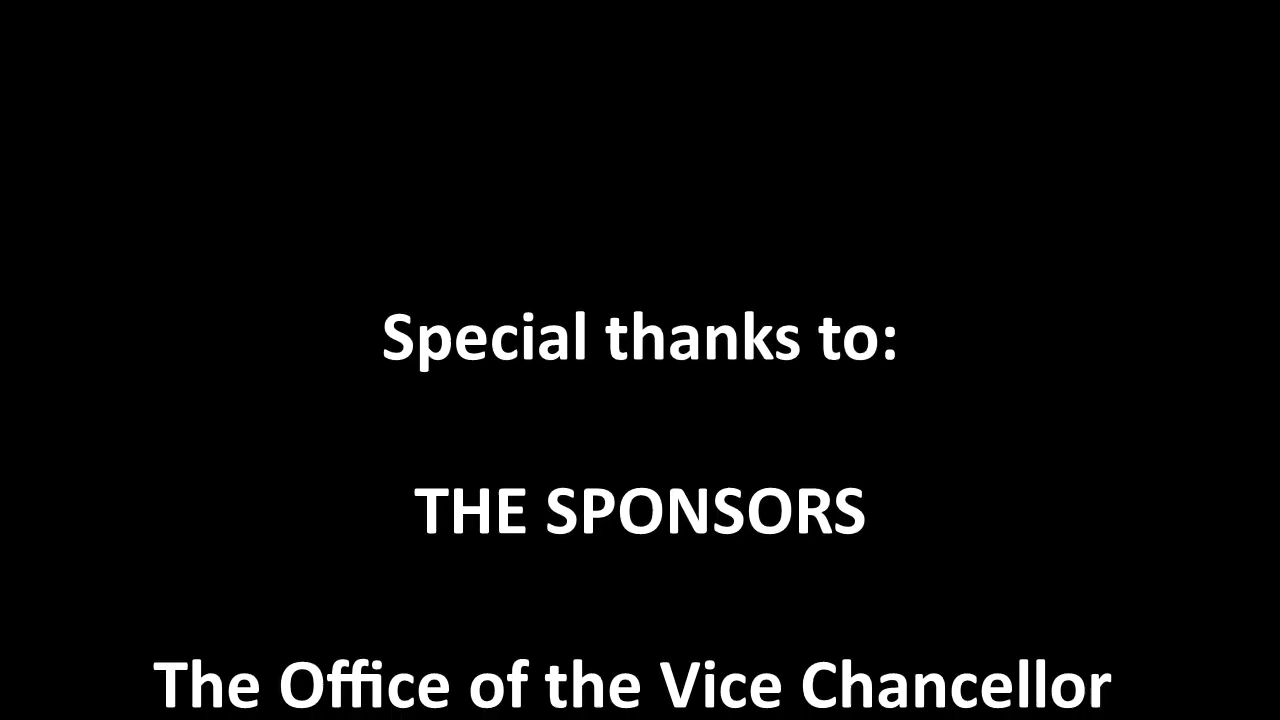 Special thanks to:
THE SPONSORS
The Office of the Vice Chancellor